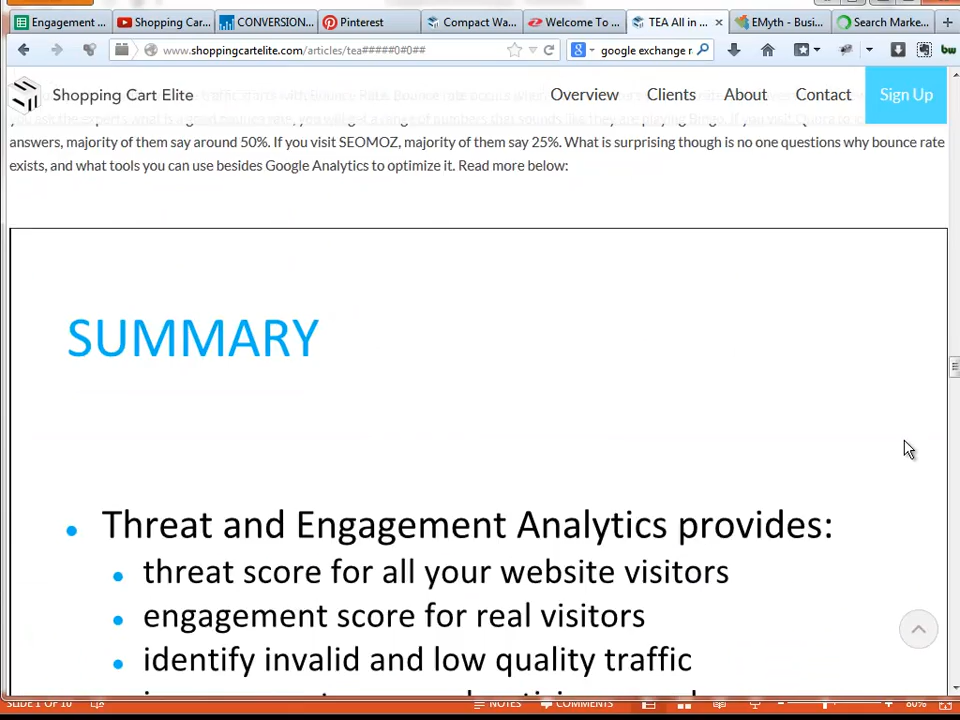 Engagement ...
Shopping Car...
CONVERSION...
Pinterest
Compact Wa...
Welcome To ...
TEA All in ...
EMyth - Busi...
Search Marke...
www.shoppingcartelite.com/articles/tea#####0#0##
google exchange r
bw
Shopping Cart Elite
Overview
Clients
About
Contact
Sign Up
answers, majority of them say around 50%. If you visit SEOMOZ, majority of them say 25%. What is surprising though is no one questions why bounce rate
exists, and what tools you can use besides Google Analytics to optimize it. Read more below:
SUMMARY
Threat and Engagement Analytics provides:
threat score for all your website visitors
engagement score for real visitors
identify invalid and low quality traffic
SLIDE 1 OF 10
NOTES
COMMENTS
80%